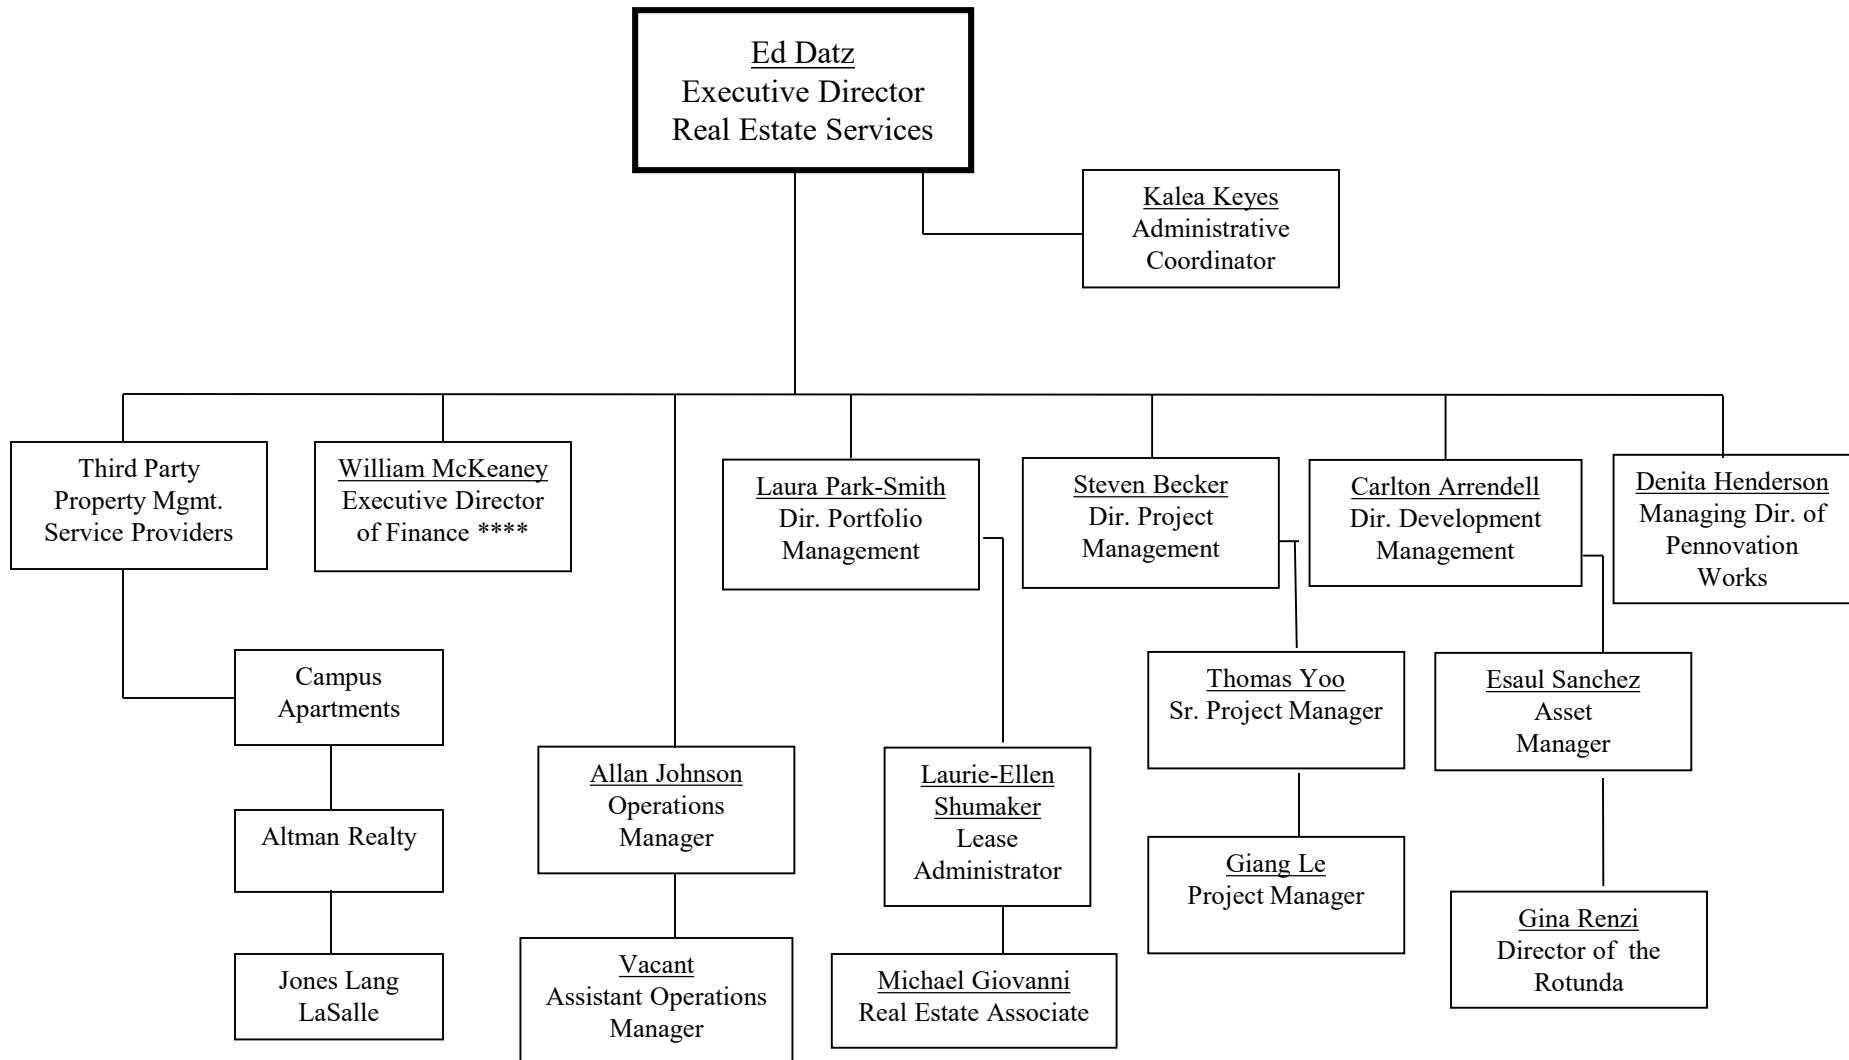 Ed Datz
Executive Director
Real Estate Services
Kalea Keyes
Administrative
Coordinator
Third Party
Property Mgmt.
Service Providers
William McKeaney
Executive Director
of Finance ****
Laura Park-Smith
Dir. Portfolio
Management
Steven Becker
Dir. Project
Management
Carlton Arrendell
Dir. Development
Management
Denita Henderson
Managing Dir. of
Pennovation
Works
Campus
Apartments
Thomas Yoo
Sr. Project Manager
Esaul Sanchez
Asset
Manager
Allan Johnson
Operations
Manager
Laurie-Ellen
Shumaker
Lease
Administrator
Altman Realty
Giang Le
Project Manager
Gina Renzi
Director of the
Rotunda
Jones Lang
LaSalle
Vacant
Assistant Operations
Manager
Michael Giovanni
Real Estate Associate